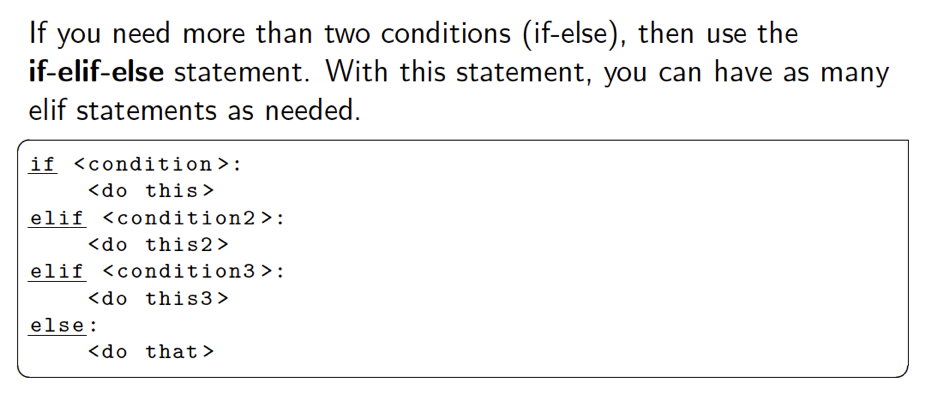 If you need more than two conditions (if-else), then use the
if-elif-else statement. With this statement, you can have as many
elif statements as needed.
if <condition>:
    <do this>
elif <condition2>:
    <do this2>
elif <condition3>:
    <do this3>
else:
    <do that>